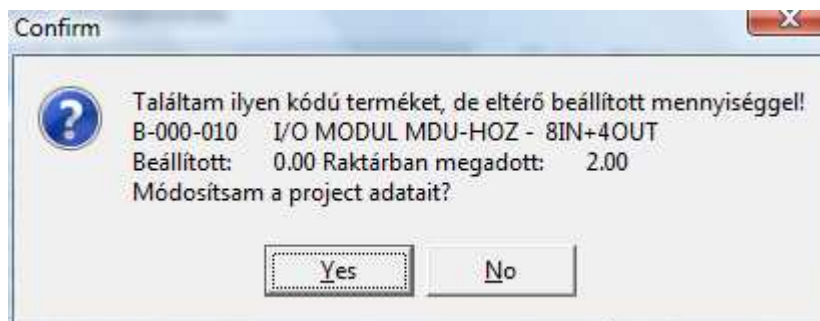 Confirm
Találtam ilyen kódú terméket, de eltérő beállított mennyiséggel!
B-000-010 I/O MODUL MDU-HOZ - 8IN+4OUT
Beállított: 0.00 Raktárban megadott: 2.00
Módosítsam a project adatait?
Yes No